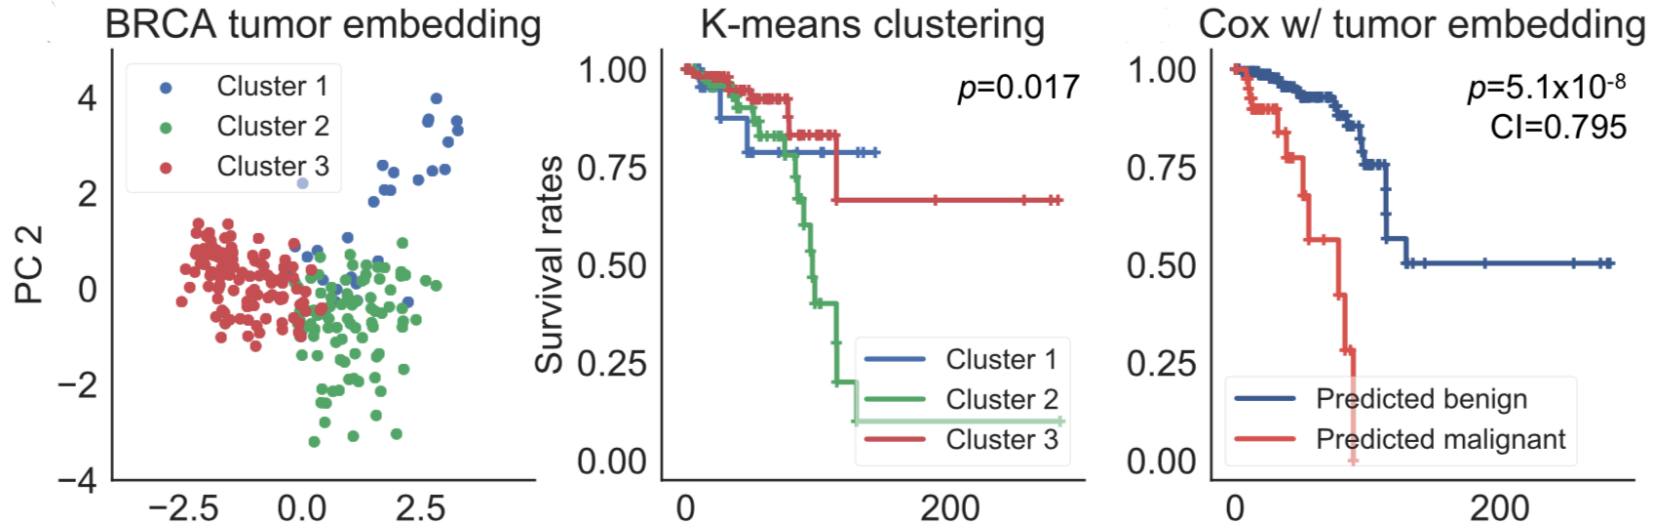 BRCA tumor embedding
Cluster 1
Cluster 2
Cluster 3
PC 2
4
2
0
−2
−4
−2.5 0.0 2.5
K-means clustering
p=0.017
Survival rates
1.00
0.75
0.50
0.25
0.00
Cluster 1
Cluster 2
Cluster 3
0 200
Cox w/ tumor embedding
p=5.1x10⁻⁸
CI=0.795
1.00
0.75
0.50
0.25
0.00
Predicted benign
Predicted malignant
0 200